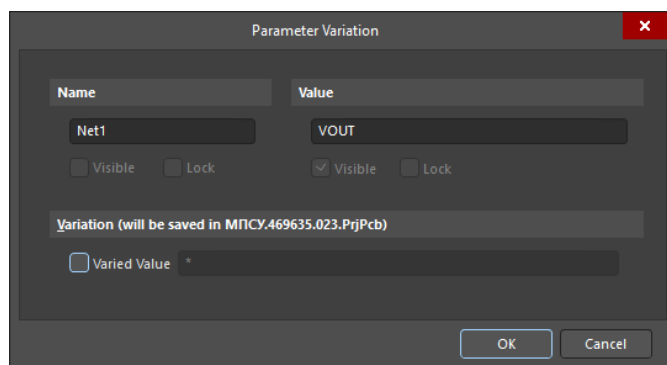 Parameter Variation
Name
Value
Net1
VOUT
Visible
Lock
Visible
Lock
Variation (will be saved in МПСУ.469635.023.PrjPcb)
Varied Value
*
OK
Cancel